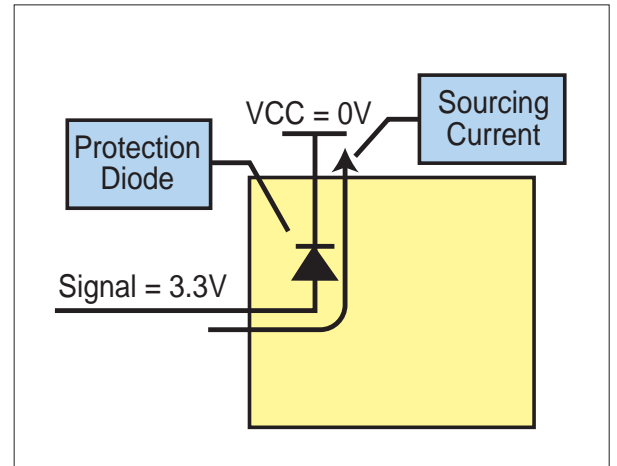 VCC = 0V
Sourcing
Current
Protection
Diode
Signal = 3.3V